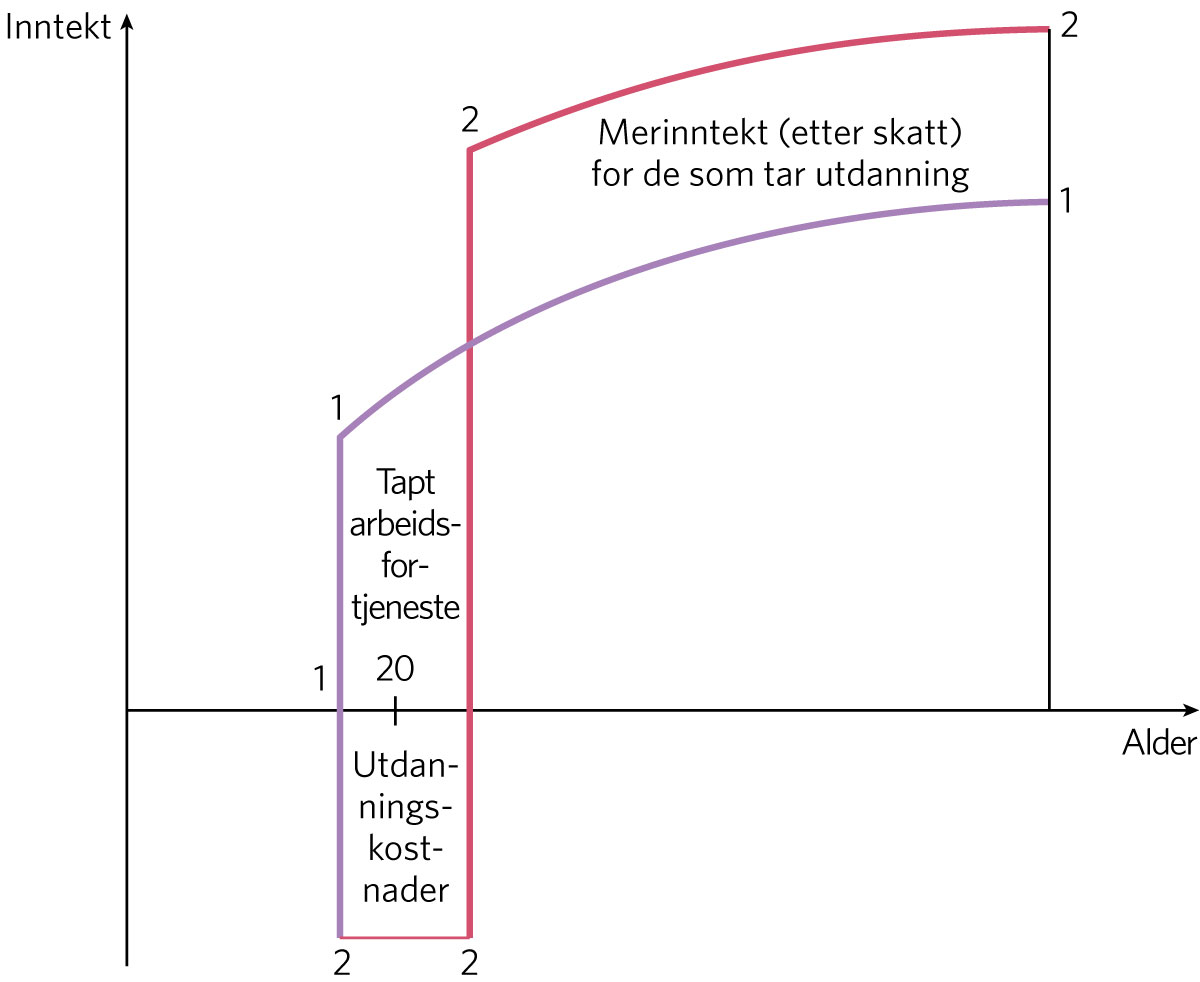 Inntekt
2
2
Merinntekt (etter skatt)
for de som tar utdanning
1
1
Tapt
arbeids-
for-
tjeneste
1
20
Alder
Utdan-
nings-
kost-
nader
2
2